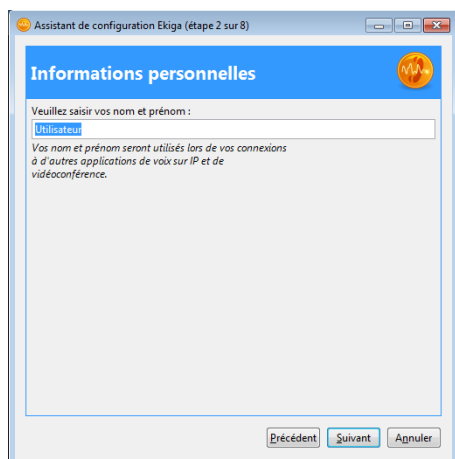 Assistant de configuration Ekiga (étape 2 sur 8)
Informations personnelles
Veuillez saisir vos nom et prénom :
Utilisateur
Vos nom et prénom seront utilisés lors de vos connexions
à d'autres applications de voix sur IP et de
vidéoconférence.
Précédent Suivant Annuler